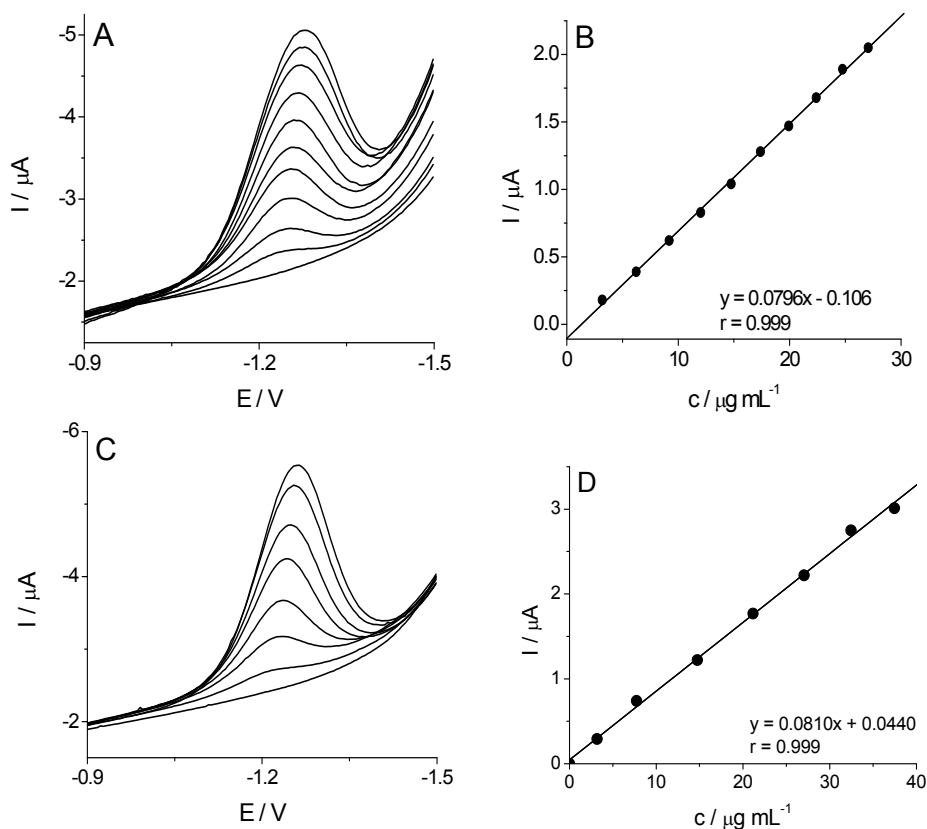 A
-5
-4
-3
-2
I / μA
-0.9
-1.2
-1.5
E / V
B
2.0
1.5
1.0
0.5
0.0
I / μA
y = 0.0796x - 0.106
r = 0.999
0
10
20
30
c / μg mL⁻¹
C
-6
-4
-2
I / μA
-0.9
-1.2
-1.5
E / V
D
3
2
1
0
I / μA
y = 0.0810x + 0.0440
r = 0.999
0
10
20
30
40
c / μg mL⁻¹